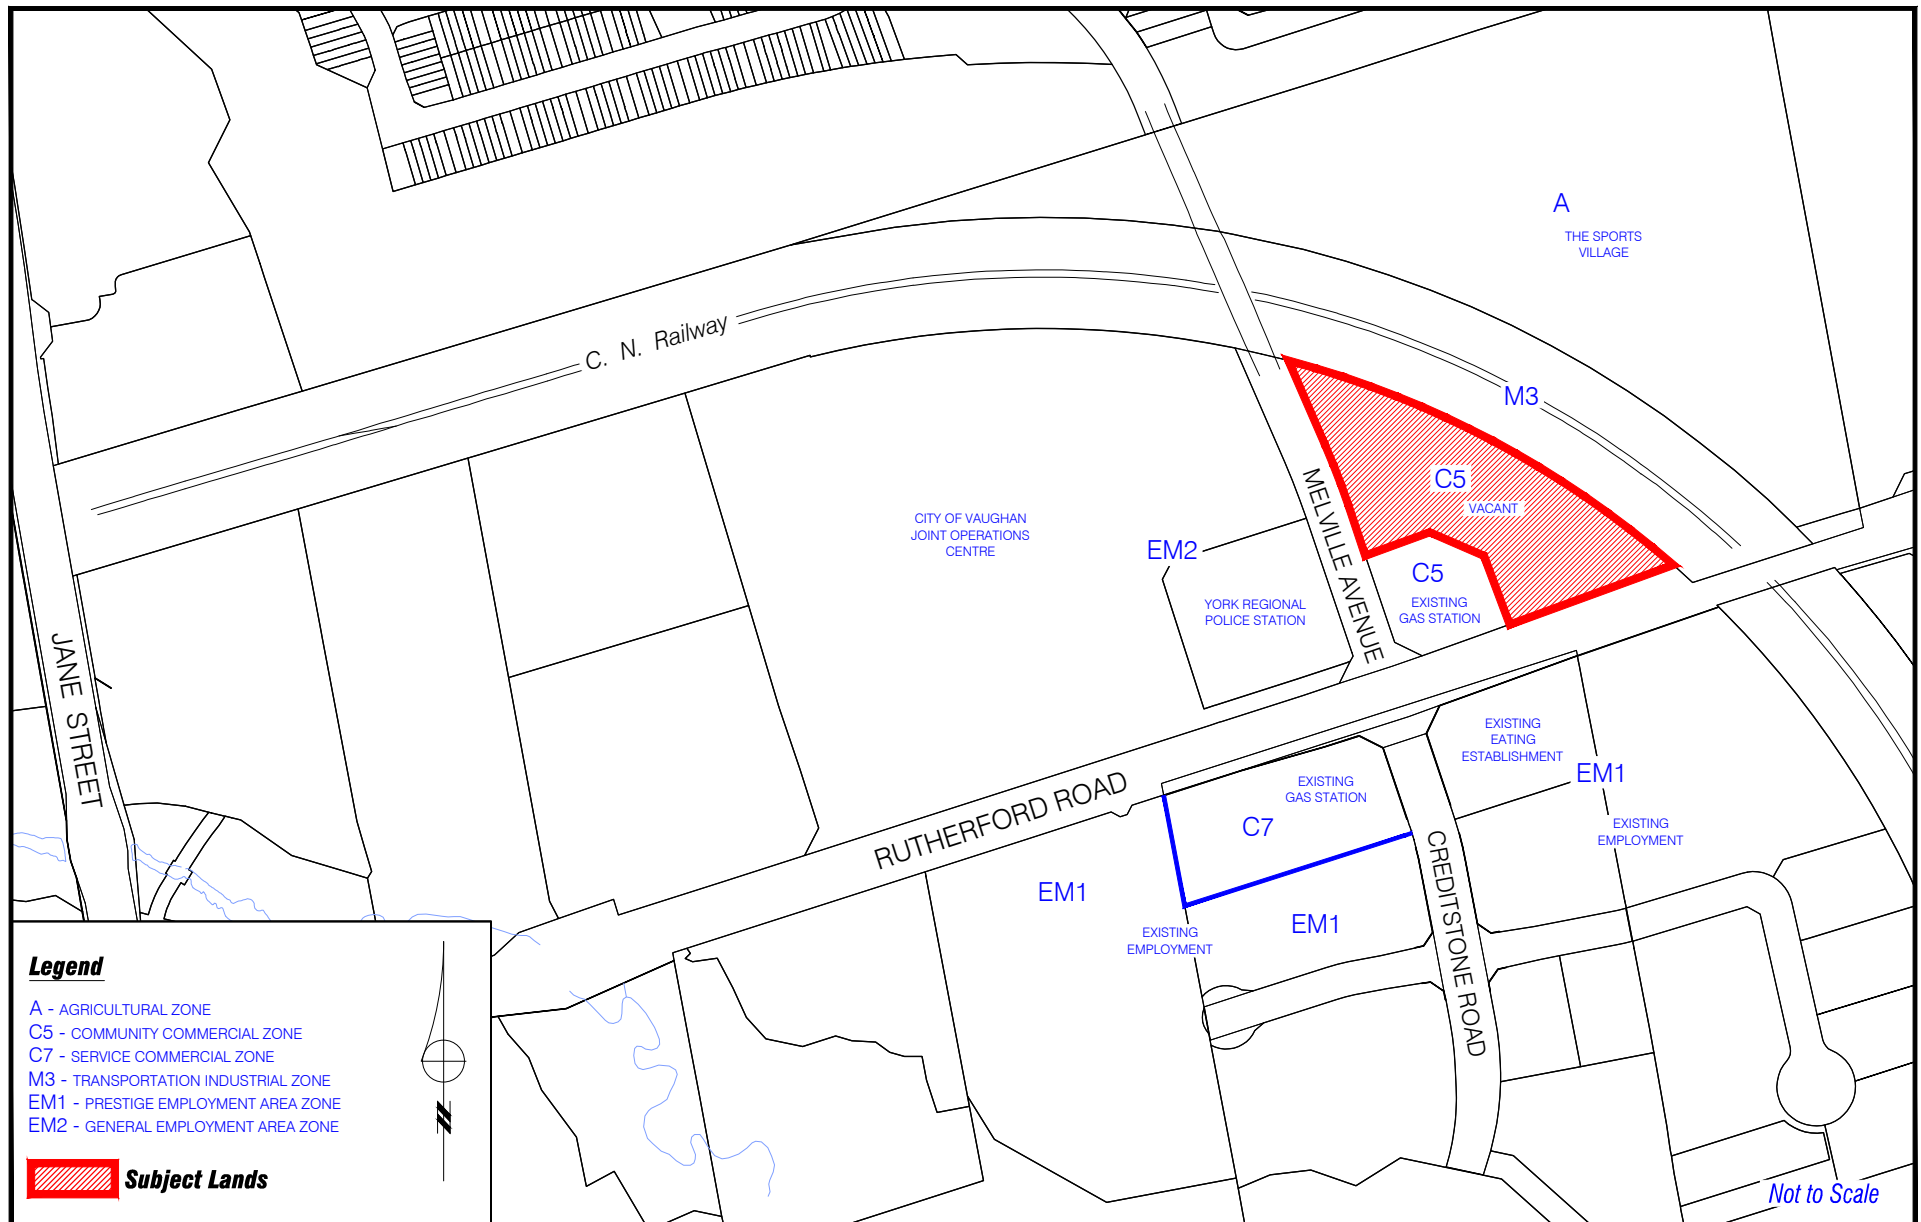 A
THE SPORTS
VILLAGE
C. N. Railway
M3
C5
VACANT
MELVILLE AVENUE
CITY OF VAUGHAN
JOINT OPERATIONS
CENTRE
EM2
C5
EXISTING
GAS STATION
YORK REGIONAL
POLICE STATION
JANE STREET
EXISTING
EATING
ESTABLISHMENT
EM1
RUTHERFORD ROAD
EXISTING
GAS STATION
C7
EXISTING
EMPLOYMENT
CREDITSTONE ROAD
EM1
EM1
EXISTING
EMPLOYMENT
Legend
A - AGRICULTURAL ZONE
C5 - COMMUNITY COMMERCIAL ZONE
C7 - SERVICE COMMERCIAL ZONE
M3 - TRANSPORTATION INDUSTRIAL ZONE
EM1 - PRESTIGE EMPLOYMENT AREA ZONE
EM2 - GENERAL EMPLOYMENT AREA ZONE
N
Subject Lands
Not to Scale